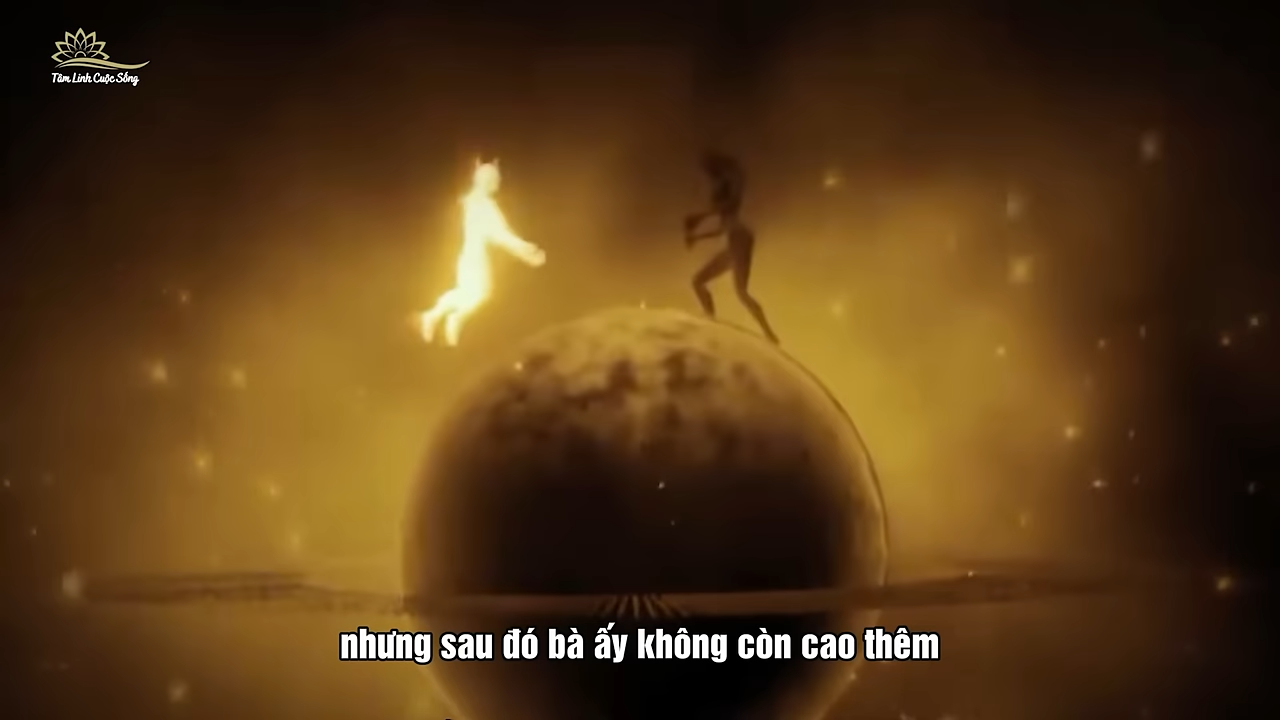 Tâm Linh Cuộc Sống
nhưng sau đó bà ấy không còn cao thêm